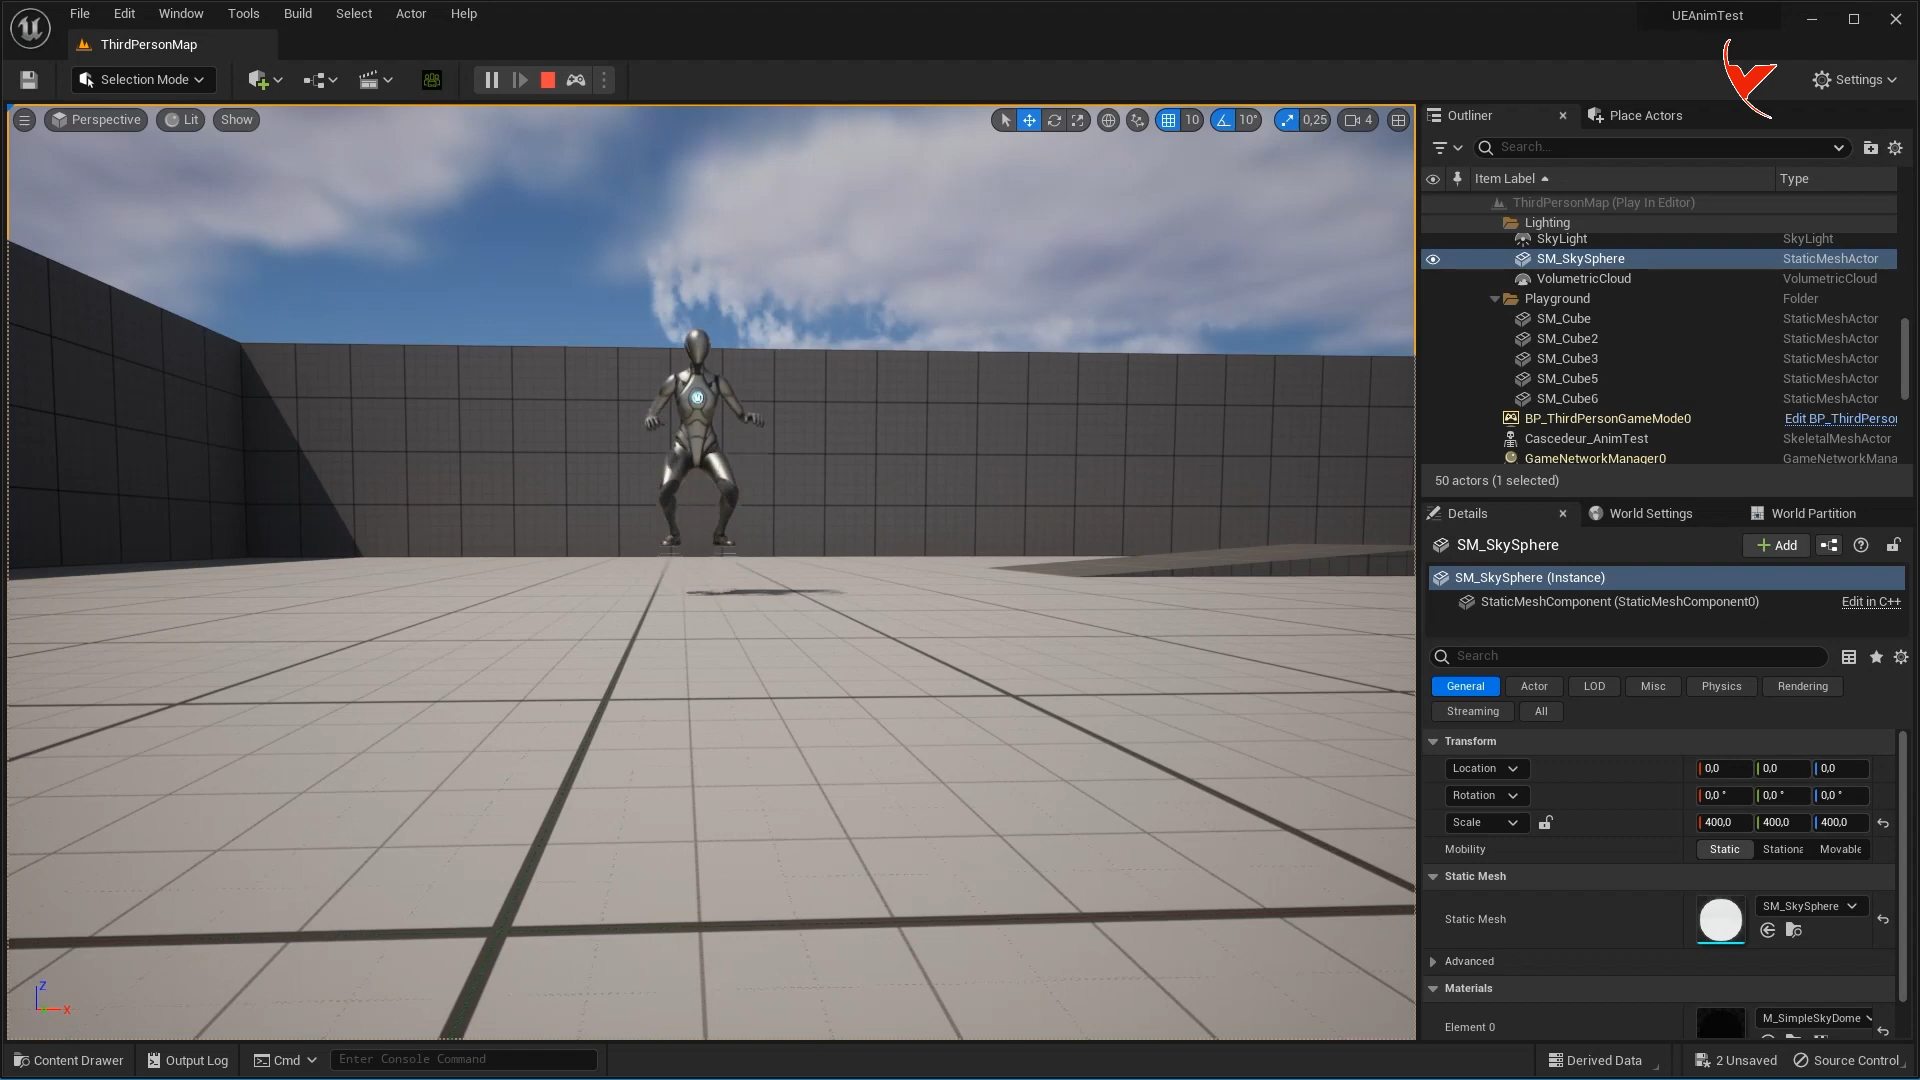 File Edit Window Tools Build Select Actor Help
UEAnimTest
ThirdPersonMap
Selection Mode
Settings
Perspective Lit Show
10 10° 0,25 4
Outliner
Place Actors
Search...
Item Label Type
ThirdPersonMap (Play In Editor)
Lighting
SkyLight SkyLight
SM_SkySphere StaticMeshActor
VolumetricCloud VolumetricCloud
Playground Folder
SM_Cube StaticMeshActor
SM_Cube2 StaticMeshActor
SM_Cube3 StaticMeshActor
SM_Cube5 StaticMeshActor
SM_Cube6 StaticMeshActor
BP_ThirdPersonGameMode0 Edit BP_ThirdPerson
Cascedeur_AnimTest SkeletalMeshActor
GameNetworkManager0 GameNetworkMana
50 actors (1 selected)
Details
World Settings
World Partition
SM_SkySphere
Add
SM_SkySphere (Instance)
StaticMeshComponent (StaticMeshComponent0) Edit in C++
Search
General Actor LOD Misc Physics Rendering
Streaming All
Transform
Location 0,0 0,0 0,0
Rotation 0,0 ° 0,0 ° 0,0 °
Scale 400,0 400,0 400,0
Mobility Static Stationa Movable
Static Mesh
Static Mesh SM_SkySphere
Advanced
Materials
Element 0 M_SimpleSkyDome
Z
X
Content Drawer Output Log Cmd Enter Console Command
Derived Data 2 Unsaved Source Control